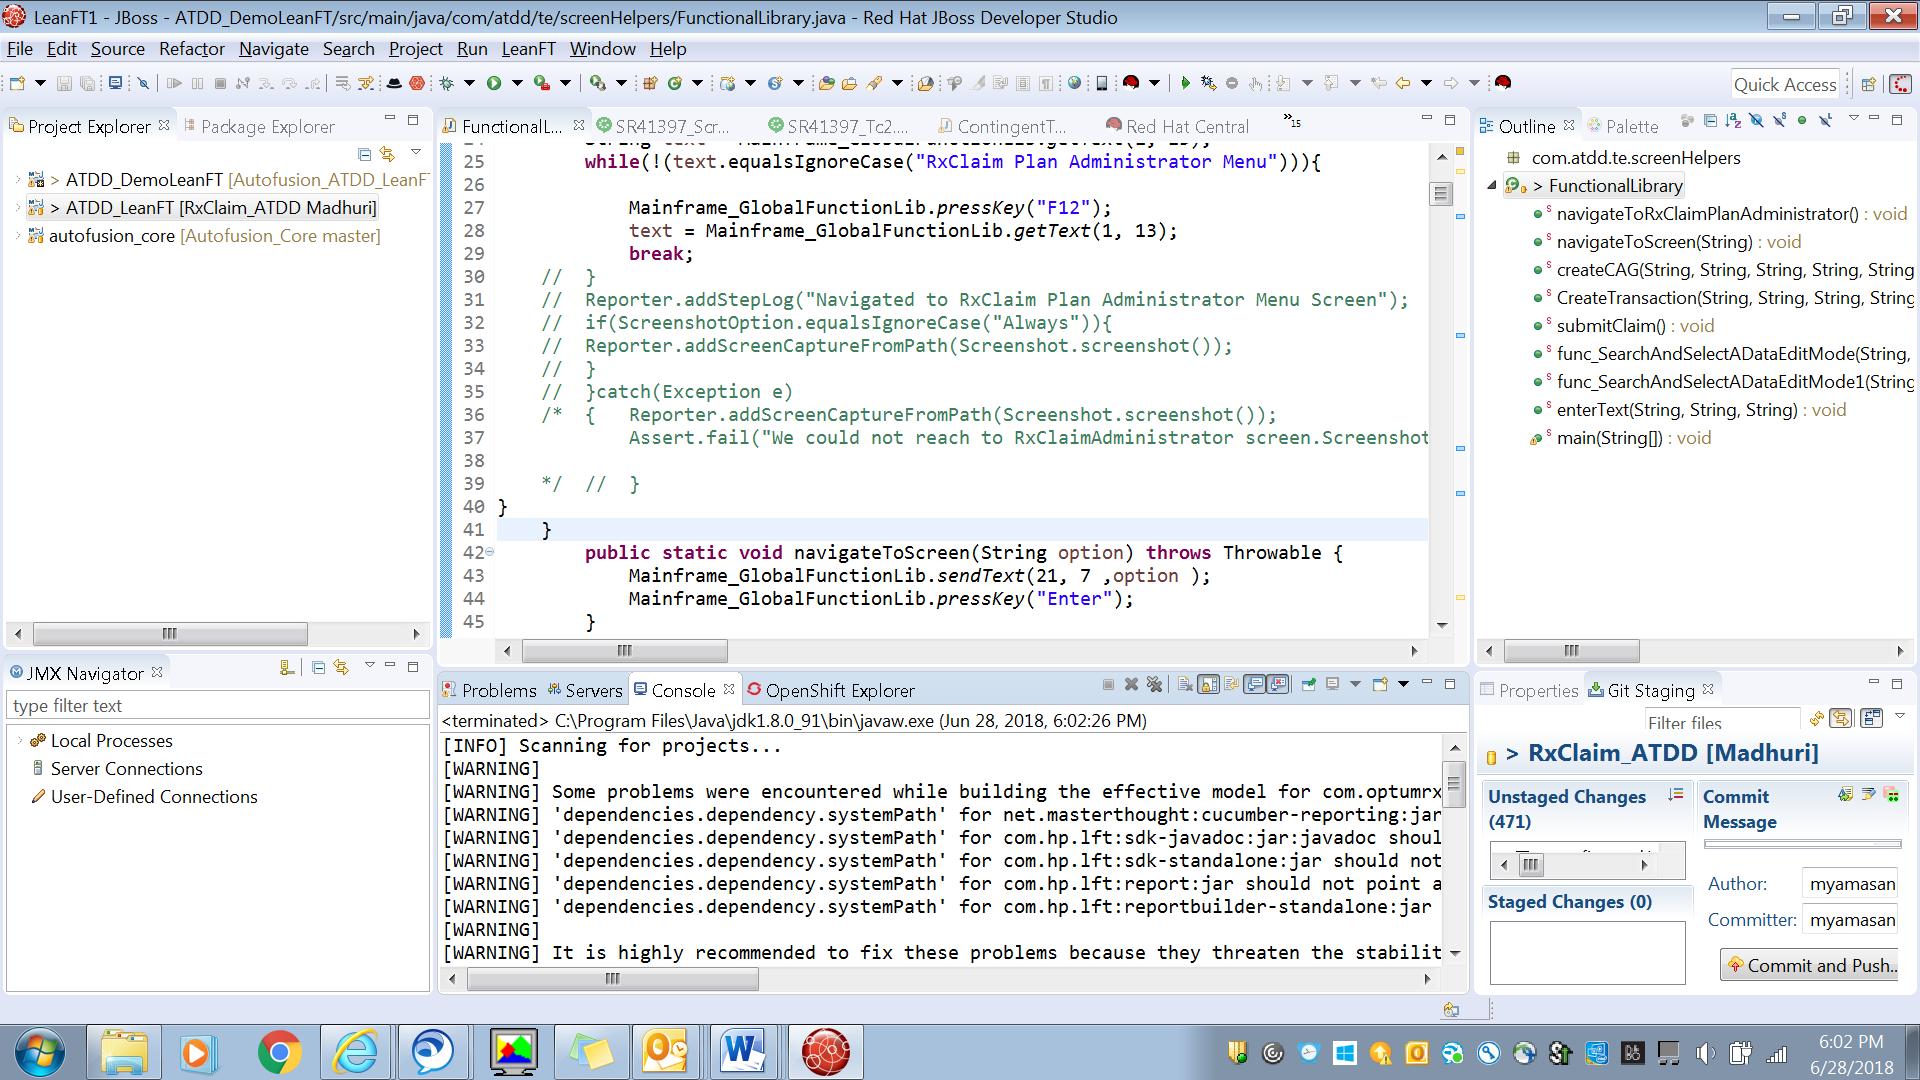 LeanFT1 - JBoss - ATDD_DemoLeanFT/src/main/java/com/atdd/te/screenHelpers/FunctionalLibrary.java - Red Hat JBoss Developer Studio
File Edit Source Refactor Navigate Search Project Run LeanFT Window Help
Quick Access
Project Explorer Package Explorer
> ATDD_DemoLeanFT [Autofusion_ATDD_LeanF
> ATDD_LeanFT [RxClaim_ATDD Madhuri]
autofusion_core [Autofusion_Core master]
JMX Navigator
type filter text
Local Processes
Server Connections
User-Defined Connections
FunctionalL... SR41397_Scr... SR41397_Tc2... ContingentT... Red Hat Central »15
25 while(!(text.equalsIgnoreCase("RxClaim Plan Administrator Menu"))){
26
27 Mainframe_GlobalFunctionLib.pressKey("F12");
28 text = Mainframe_GlobalFunctionLib.getText(1, 13);
29 break;
30 // }
31 // Reporter.addStepLog("Navigated to RxClaim Plan Administrator Menu Screen");
32 // if(ScreenshotOption.equalsIgnoreCase("Always")){
33 // Reporter.addScreenCaptureFromPath(Screenshot.screenshot());
34 // }
35 // }catch(Exception e)
36 /* { Reporter.addScreenCaptureFromPath(Screenshot.screenshot());
37 Assert.fail("We could not reach to RxClaimAdministrator screen.Screenshot
38
39 */ // }
40 }
41 }
42 public static void navigateToScreen(String option) throws Throwable {
43 Mainframe_GlobalFunctionLib.sendText(21, 7 ,option );
44 Mainframe_GlobalFunctionLib.pressKey("Enter");
45 }
Problems Servers Console OpenShift Explorer
<terminated> C:\Program Files\Java\jdk1.8.0_91\bin\javaw.exe (Jun 28, 2018, 6:02:26 PM)
[INFO] Scanning for projects...
[WARNING]
[WARNING] Some problems were encountered while building the effective model for com.optumrx
[WARNING] 'dependencies.dependency.systemPath' for net.masterthought:cucumber-reporting:jar
[WARNING] 'dependencies.dependency.systemPath' for com.hp.lft:sdk-javadoc:jar:javadoc shoul
[WARNING] 'dependencies.dependency.systemPath' for com.hp.lft:sdk-standalone:jar should not
[WARNING] 'dependencies.dependency.systemPath' for com.hp.lft:report:jar should not point a
[WARNING] 'dependencies.dependency.systemPath' for com.hp.lft:reportbuilder-standalone:jar
[WARNING]
[WARNING] It is highly recommended to fix these problems because they threaten the stabilit
Outline Palette
com.atdd.te.screenHelpers
> FunctionalLibrary
navigateToRxClaimPlanAdministrator() : void
navigateToScreen(String) : void
createCAG(String, String, String, String, String
CreateTransaction(String, String, String, String
submitClaim() : void
func_SearchAndSelectADataEditMode(String,
func_SearchAndSelectADataEditMode1(String
enterText(String, String, String) : void
main(String[]) : void
Properties Git Staging
Filter files
> RxClaim_ATDD [Madhuri]
Unstaged Changes (471)
Staged Changes (0)
Commit Message
Author: myamasan
Committer: myamasan
Commit and Push..
6:02 PM
6/28/2018